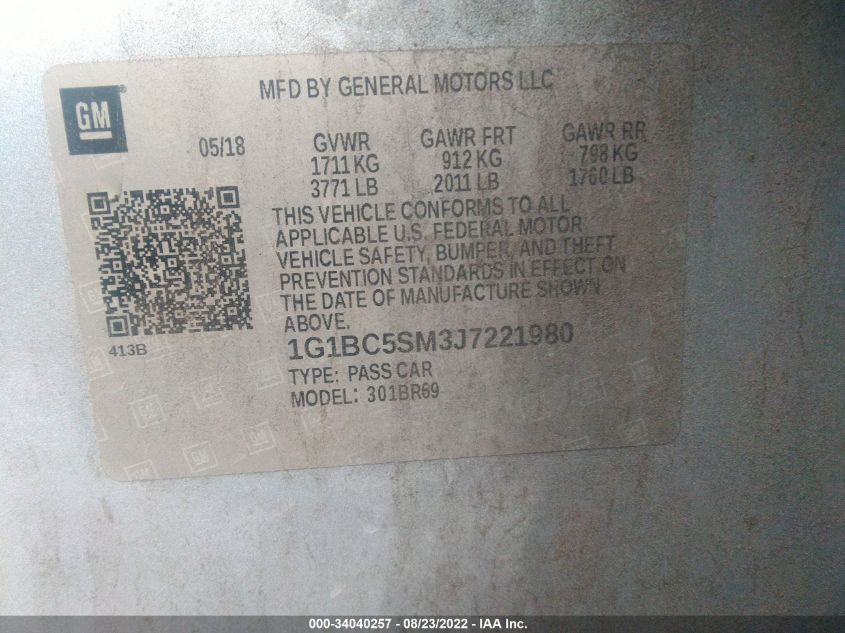 GM
MFD BY GENERAL MOTORS LLC
05/18
GVWR GAWR FRT GAWR RR
1711 KG 912 KG 798 KG
3771 LB 2011 LB 1760 LB
THIS VEHICLE CONFORMS TO ALL
APPLICABLE U.S. FEDERAL MOTOR
VEHICLE SAFETY, BUMPER, AND THEFT
PREVENTION STANDARDS IN EFFECT ON
THE DATE OF MANUFACTURE SHOWN
ABOVE.
413B
1G1BC5SM3J7221980
TYPE: PASS CAR
MODEL: 301BR69
000-34040257 - 08/23/2022 - IAA Inc.